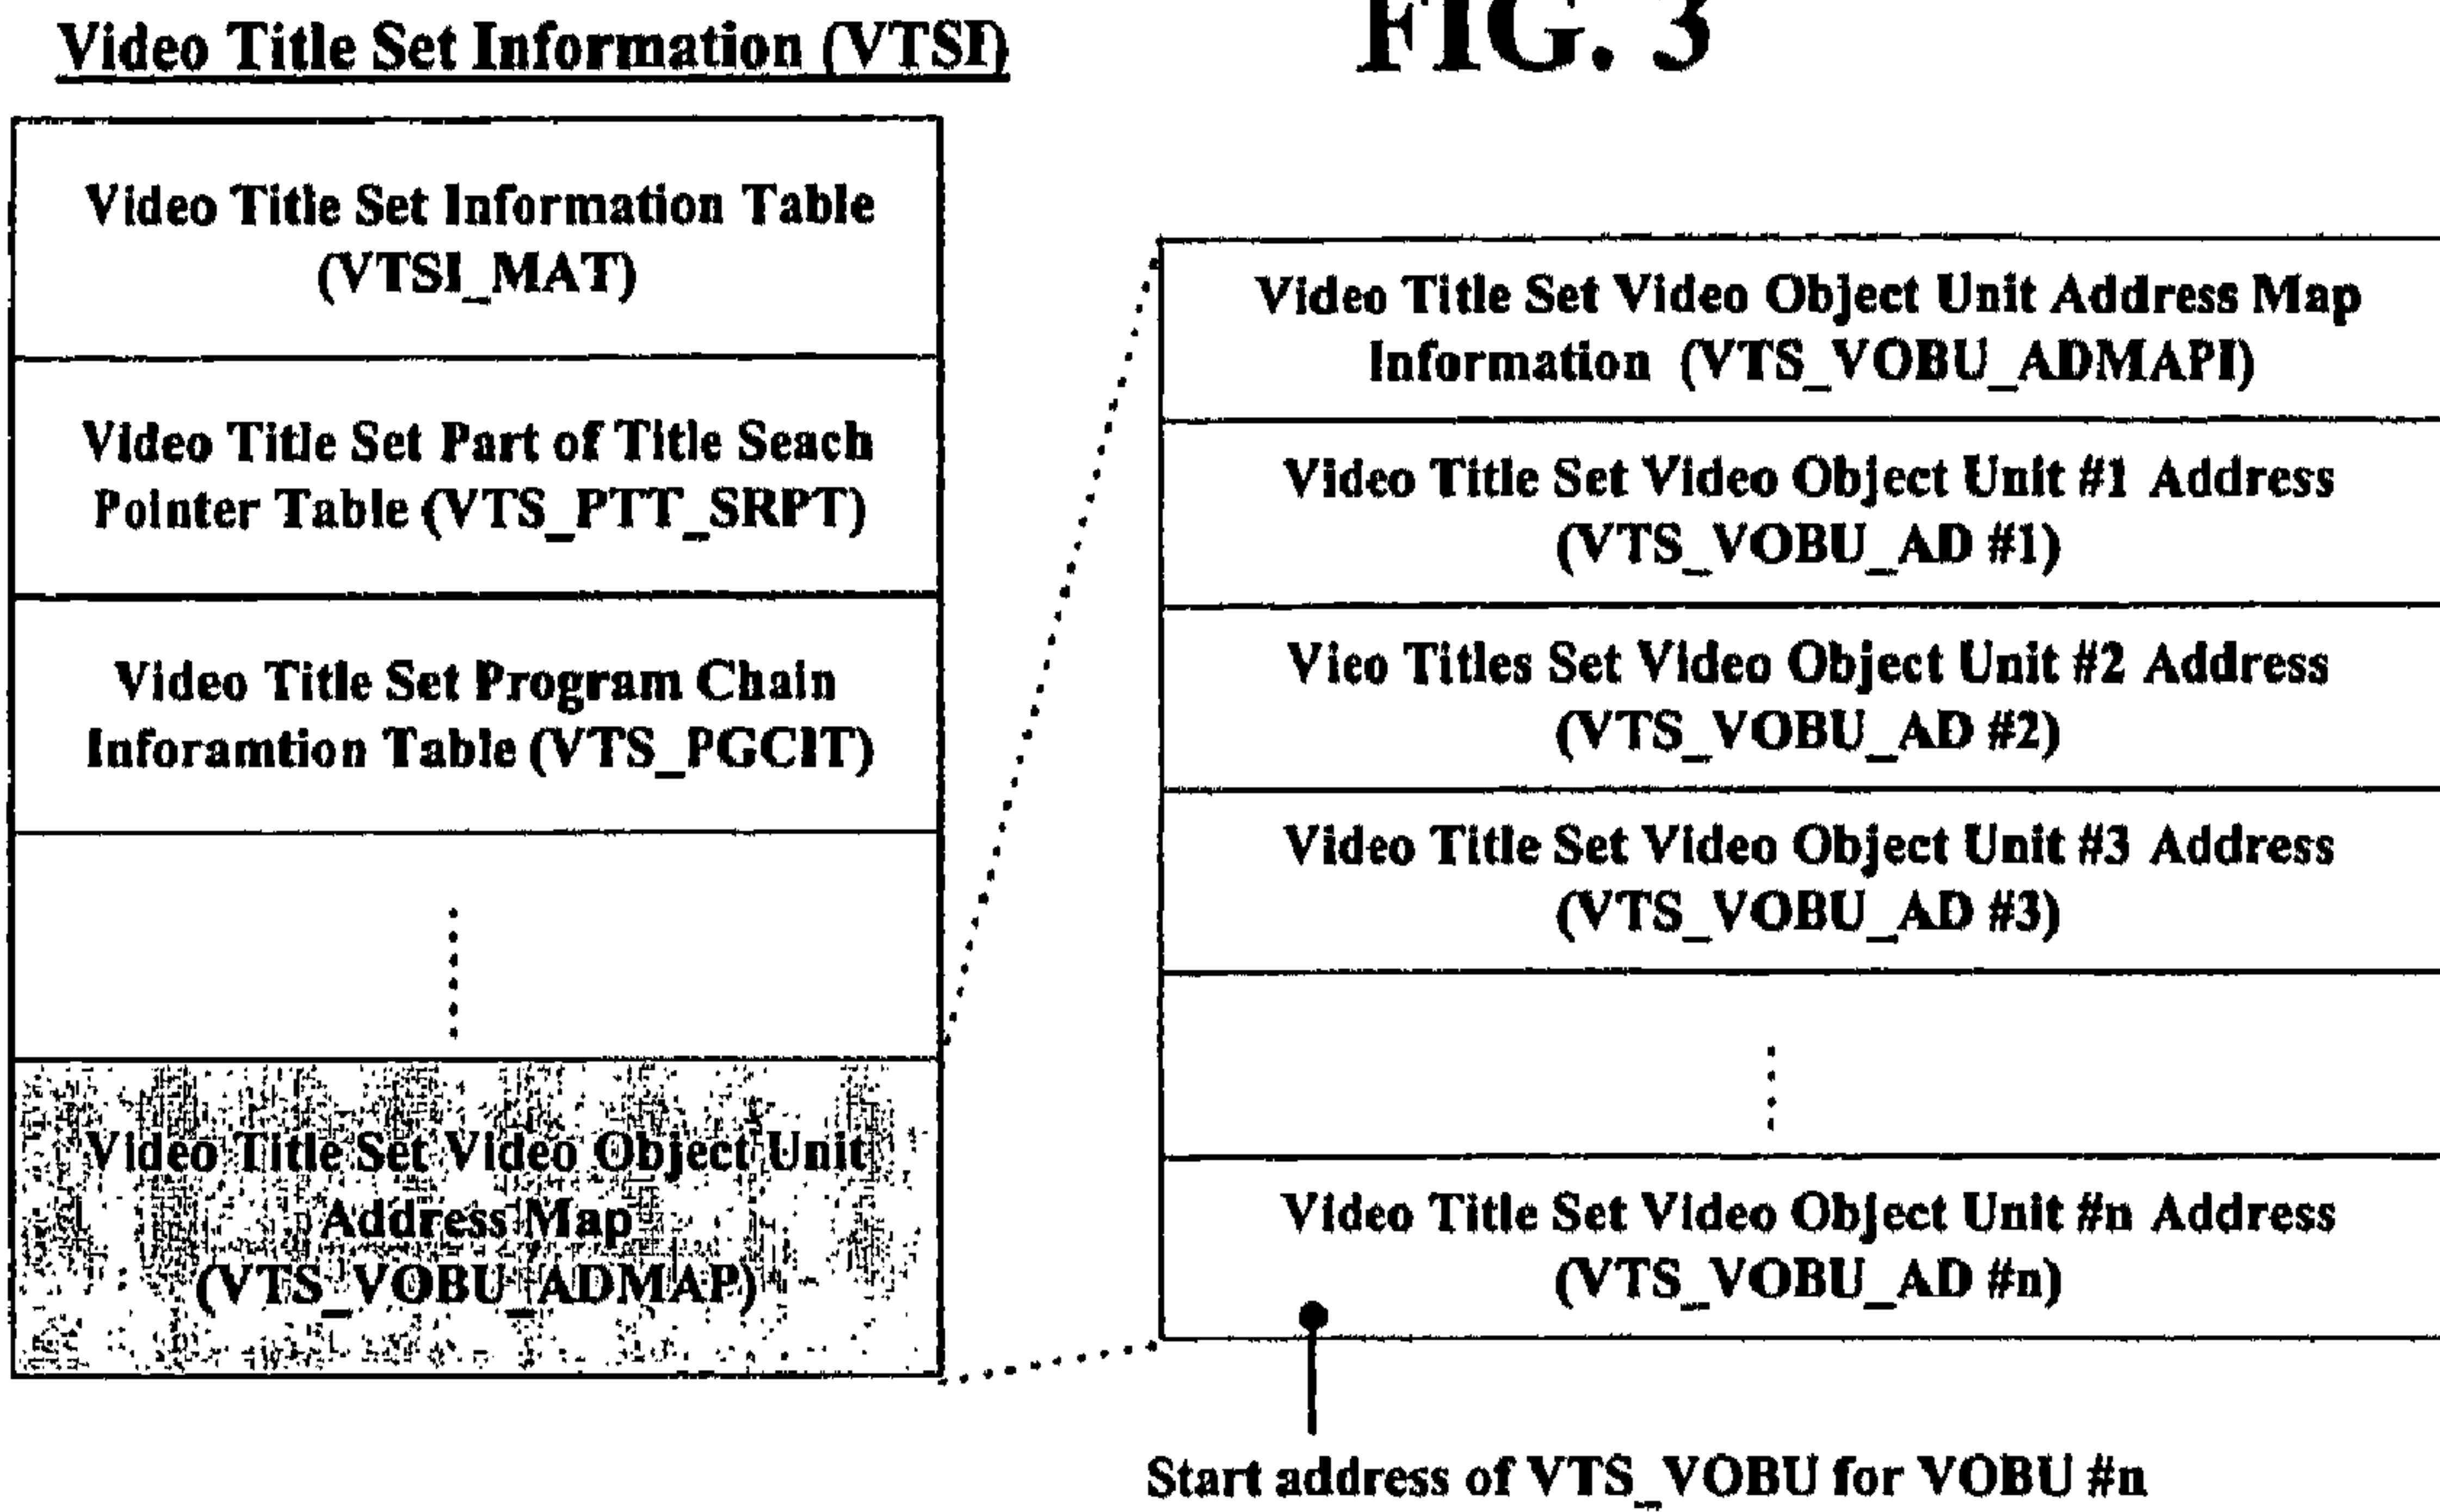 FIG. 3
Video Title Set Information (VTSI)
Video Title Set Information Table
(VTSI_MAT)
Video Title Set Part of Title Seach
Pointer Table (VTS_PTT_SRPT)
Video Title Set Program Chain
Inforamtion Table (VTS_PGCIT)
Video Title Set Video Object Unit
Address Map
(VTS_VOBU_ADMAP)
Video Title Set Video Object Unit Address Map
Information (VTS_VOBU_ADMAPI)
Video Title Set Video Object Unit #1 Address
(VTS_VOBU_AD #1)
Vieo Titles Set Video Object Unit #2 Address
(VTS_VOBU_AD #2)
Video Title Set Video Object Unit #3 Address
(VTS_VOBU_AD #3)
Video Title Set Video Object Unit #n Address
(VTS_VOBU_AD #n)
Start address of VTS_VOBU for VOBU #n